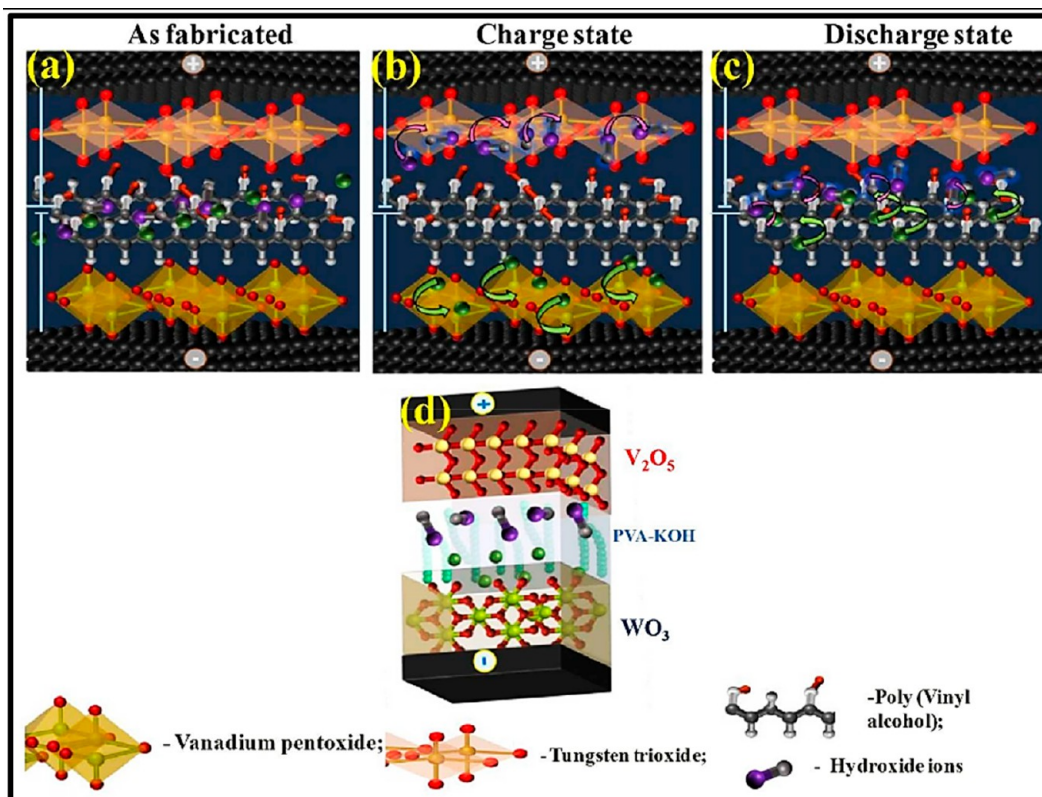 As fabricated
Charge state
Discharge state
(a)
(b)
(c)
+
+
+
-
-
-
(d)
+
V₂O₅
PVA-KOH
WO₃
-
- Vanadium pentoxide;
- Tungsten trioxide;
-Poly (Vinyl
alcohol);
- Hydroxide ions